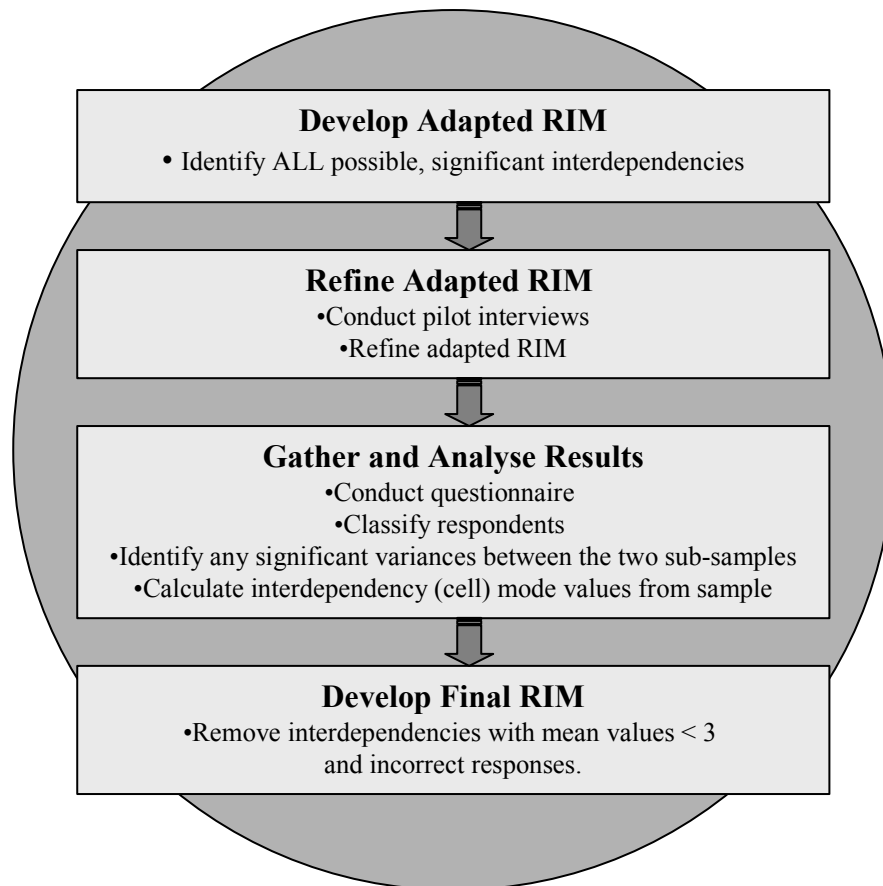 Develop Adapted RIM
• Identify ALL possible, significant interdependencies
Refine Adapted RIM
•Conduct pilot interviews
•Refine adapted RIM
Gather and Analyse Results
•Conduct questionnaire
•Classify respondents
•Identify any significant variances between the two sub-samples
•Calculate interdependency (cell) mode values from sample
Develop Final RIM
•Remove interdependencies with mean values < 3
and incorrect responses.